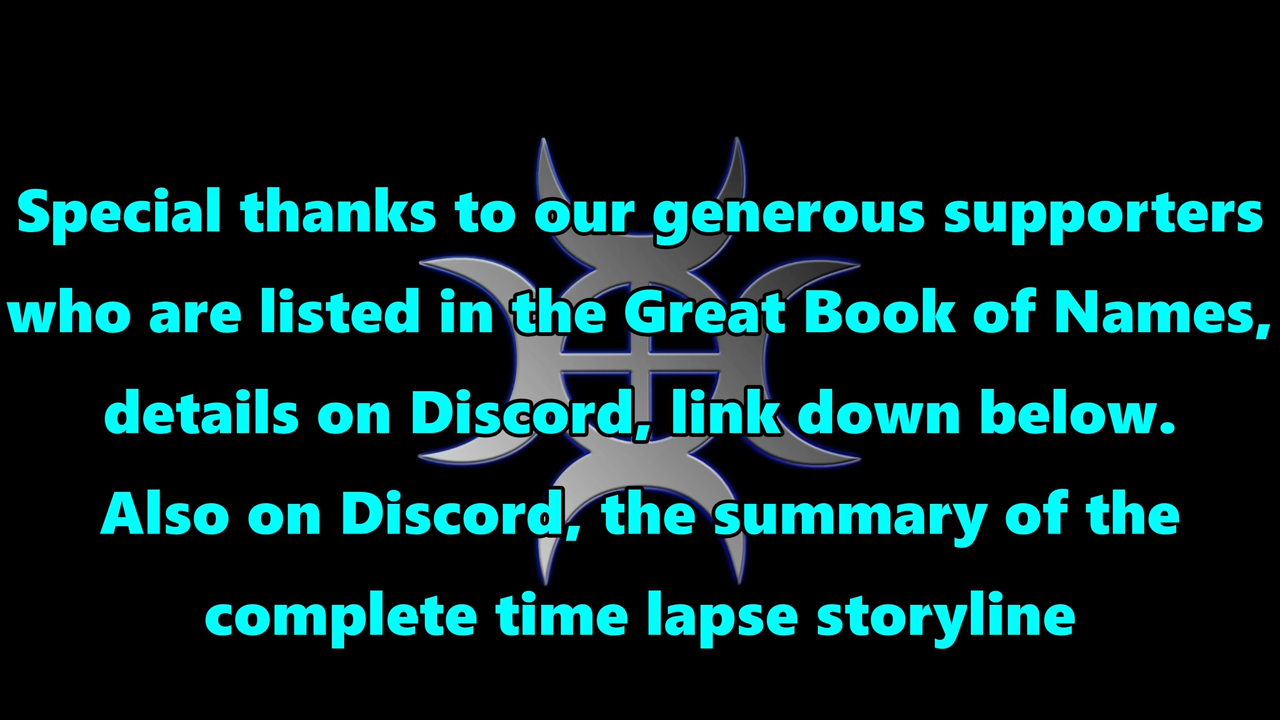 Special thanks to our generous supporters
who are listed in the Great Book of Names,
details on Discord, link down below.
Also on Discord, the summary of the
complete time lapse storyline